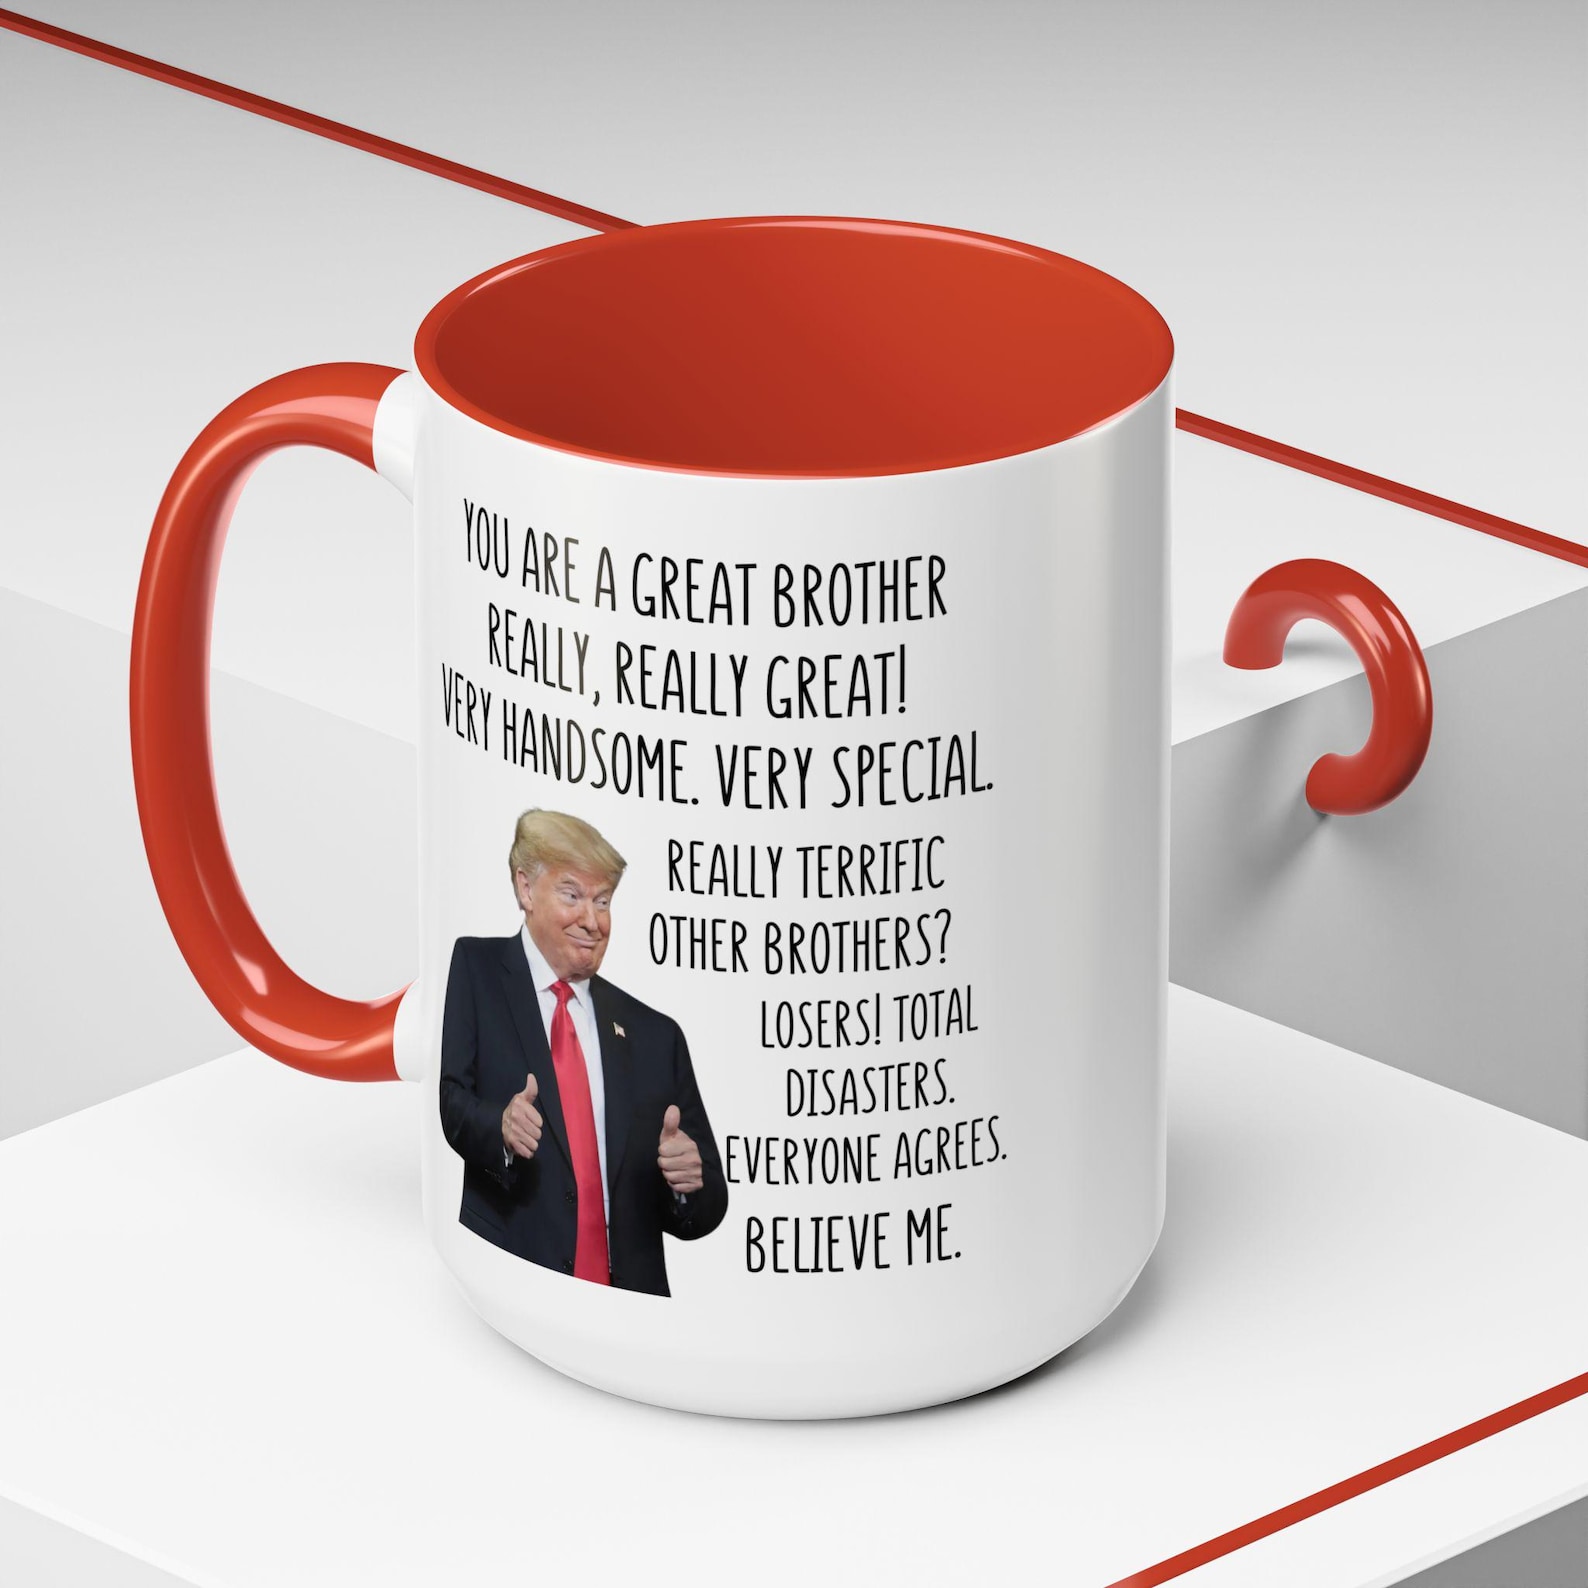 YOU ARE A GREAT BROTHER
REALLY, REALLY GREAT!
VERY HANDSOME. VERY SPECIAL.
REALLY TERRIFIC
OTHER BROTHERS?
LOSERS! TOTAL
DISASTERS.
EVERYONE AGREES.
BELIEVE ME.